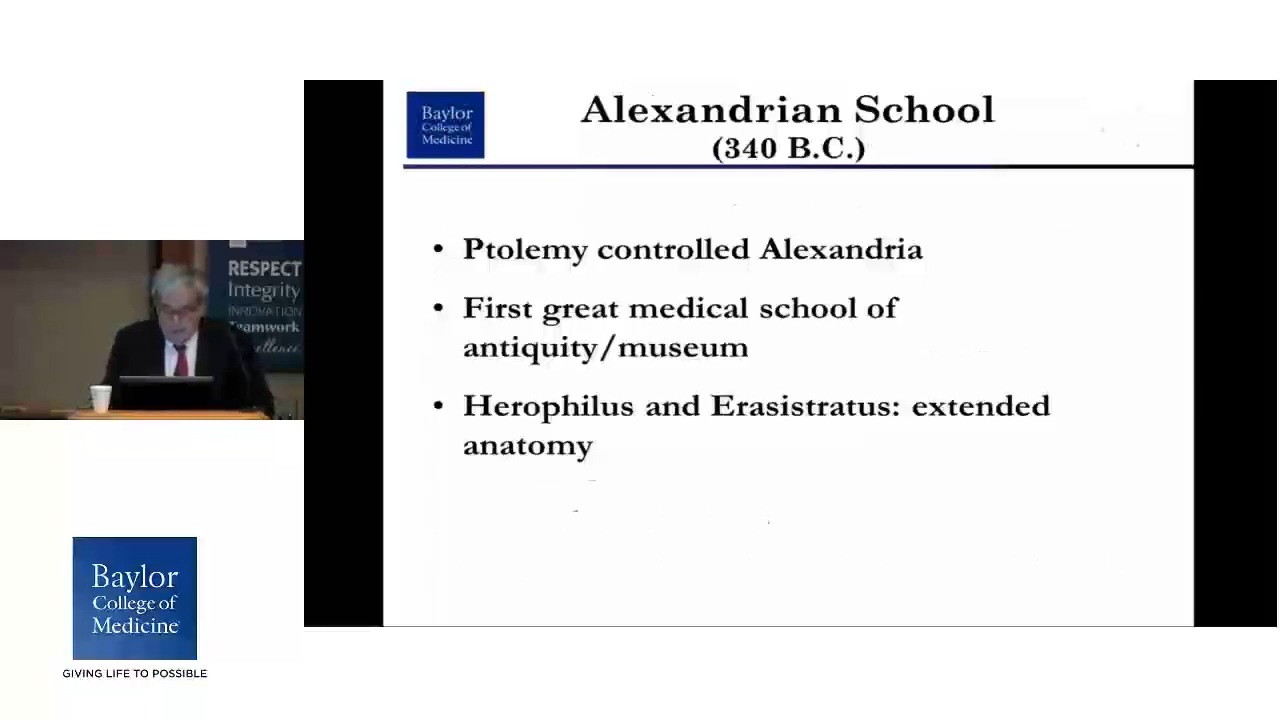 Baylor
College of
Medicine
Alexandrian School
(340 B.C.)
• Ptolemy controlled Alexandria
• First great medical school of
antiquity/museum
• Herophilus and Erasistratus: extended
anatomy
RESPECT
Integrity
INNOVATION
Teamwork
Baylor
College of
Medicine
GIVING LIFE TO POSSIBLE